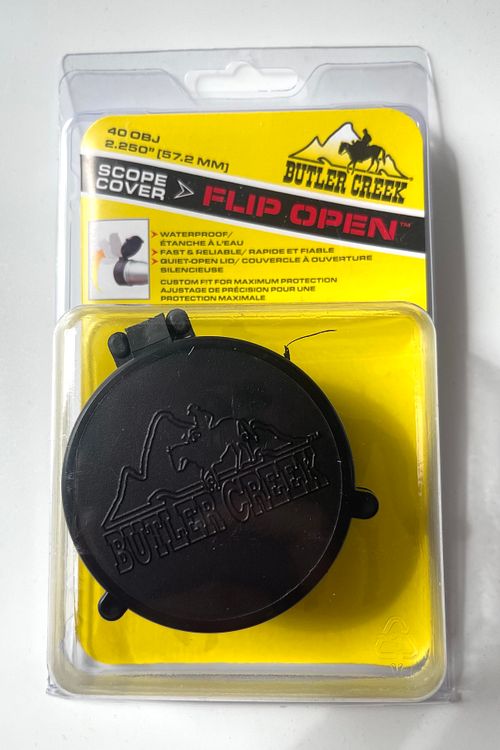 40 OBJ
2.250" [57.2 MM]
BUTLER CREEK
SCOPE
COVER
FLIP OPEN™
WATERPROOF/
ÉTANCHE À L'EAU
FAST & RELIABLE/ RAPIDE ET FIABLE
QUIET-OPEN LID/ COUVERCLE À OUVERTURE
SILENCIEUSE
CUSTOM FIT FOR MAXIMUM PROTECTION
AJUSTAGE DE PRÉCISION POUR UNE
PROTECTION MAXIMALE
BUTLER CREEK